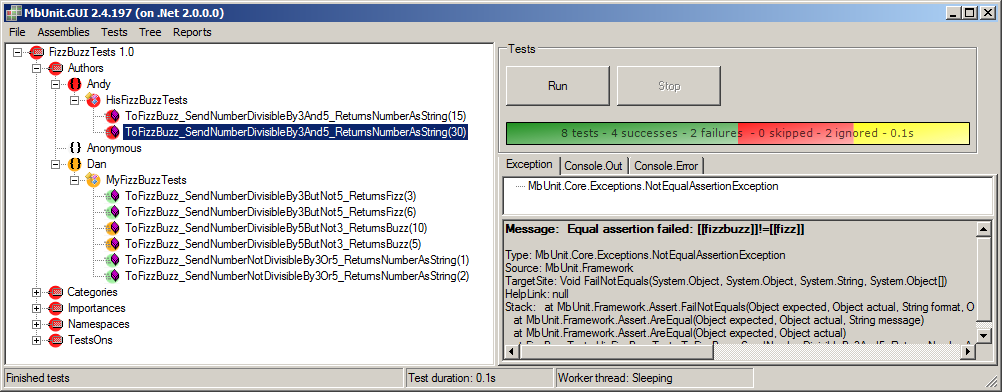 MbUnit.GUI 2.4.197 (on .Net 2.0.0.0)
File Assemblies Tests Tree Reports
FizzBuzzTests 1.0
Authors
Andy
HisFizzBuzzTests
ToFizzBuzz_SendNumberDivisibleBy3And5_ReturnsNumberAsString(15)
ToFizzBuzz_SendNumberDivisibleBy3And5_ReturnsNumberAsString(30)
Anonymous
Dan
MyFizzBuzzTests
ToFizzBuzz_SendNumberDivisibleBy3ButNot5_ReturnsFizz(3)
ToFizzBuzz_SendNumberDivisibleBy3ButNot5_ReturnsFizz(6)
ToFizzBuzz_SendNumberDivisibleBy5ButNot3_ReturnsBuzz(10)
ToFizzBuzz_SendNumberDivisibleBy5ButNot3_ReturnsBuzz(5)
ToFizzBuzz_SendNumberNotDivisibleBy3Or5_ReturnsNumberAsString(1)
ToFizzBuzz_SendNumberNotDivisibleBy3Or5_ReturnsNumberAsString(2)
Categories
Importances
Namespaces
TestsOns
Tests
Run Stop
8 tests - 4 successes - 2 failures - 0 skipped - 2 ignored - 0.1s
Exception Console.Out Console.Error
MbUnit.Core.Exceptions.NotEqualAssertionException
Message: Equal assertion failed: [[fizzbuzz]]!=[[fizz]]
Type: MbUnit.Core.Exceptions.NotEqualAssertionException
Source: MbUnit.Framework
TargetSite: Void FailNotEquals(System.Object, System.Object, System.String, System.Object[])
HelpLink: null
Stack: at MbUnit.Framework.Assert.FailNotEquals(Object expected, Object actual, String format, O
at MbUnit.Framework.Assert.AreEqual(Object expected, Object actual, String message)
at MbUnit.Framework.Assert.AreEqual(Object expected, Object actual)
Finished tests Test duration: 0.1s Worker thread: Sleeping